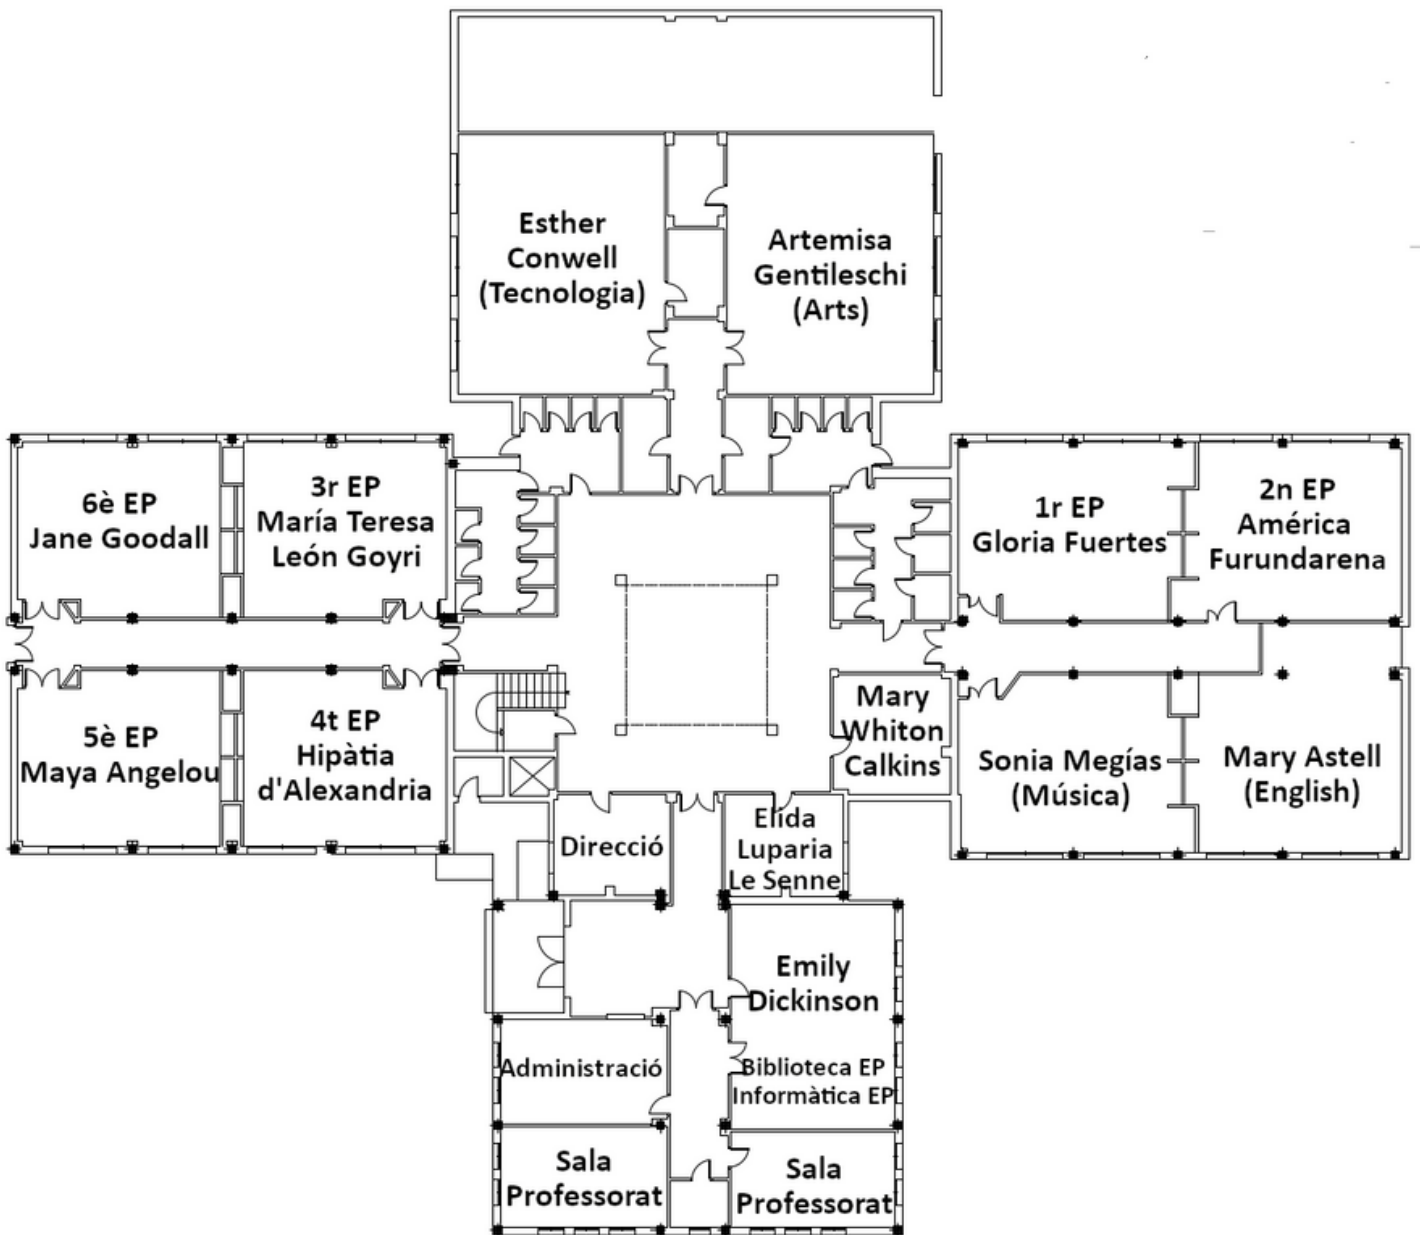 Esther
Conwell
(Tecnologia)
Artemisa
Gentileschi
(Arts)
6è EP
Jane Goodall
3r EP
María Teresa
León Goyri
1r EP
Gloria Fuertes
2n EP
América
Furundarena
5è EP
Maya Angelou
4t EP
Hipàtia
d'Alexandria
Mary
Whiton
Calkins
Sonia Megías
(Música)
Mary Astell
(English)
Direcció
Elída
Luparia
Le Senne
Emily
Dickinson
Biblioteca EP
Informàtica EP
Administració
Sala
Professorat
Sala
Professorat